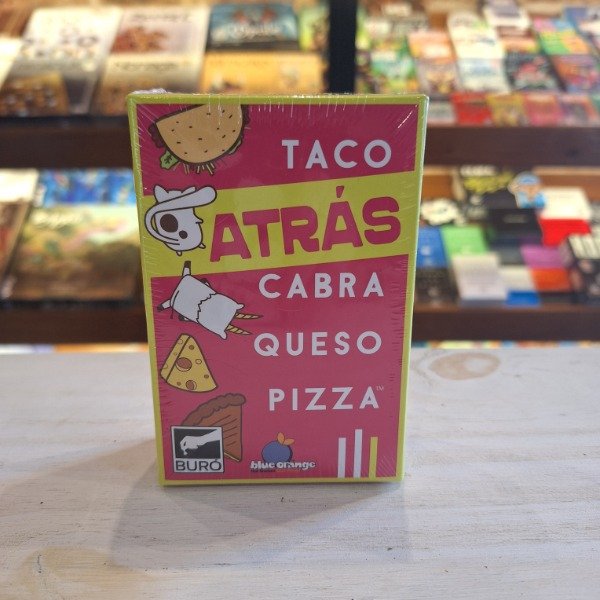 TACO
ATRÁS
CABRA
QUESO
PIZZA™
BURÓ
blue orange